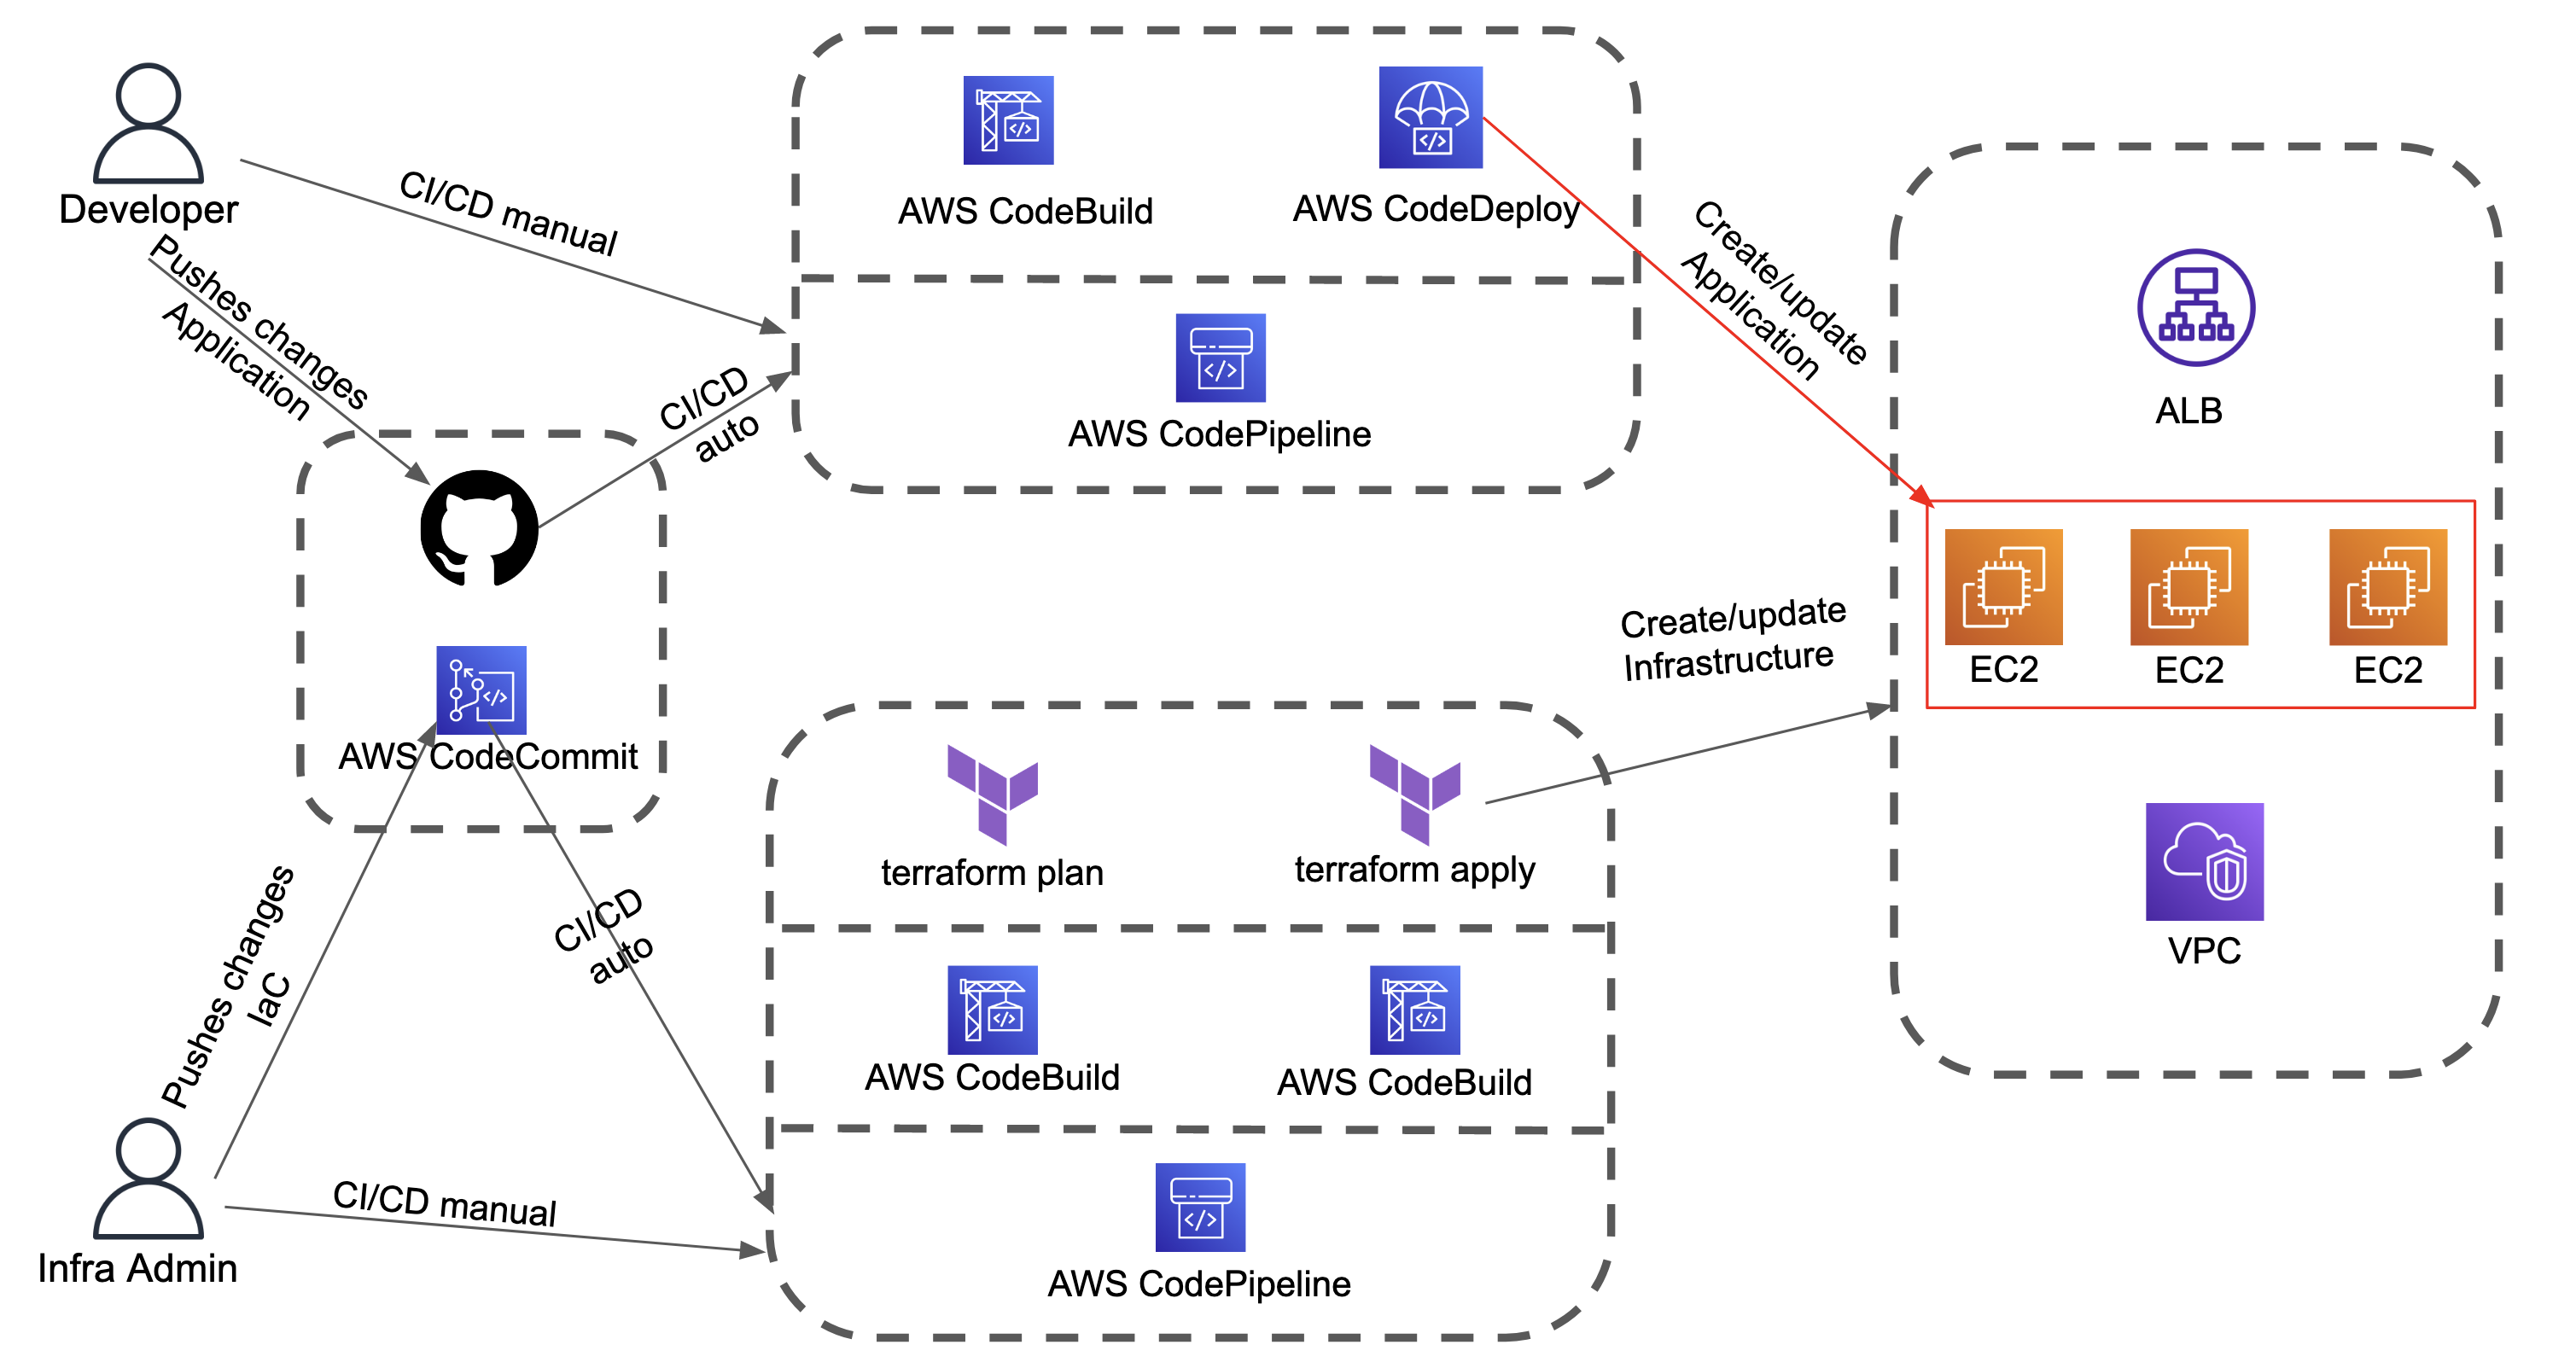 Developer
CI/CD manual
Pushes changes
Application
CI/CD
auto
AWS CodeBuild
AWS CodeDeploy
AWS CodePipeline
Create/update
Application
ALB
EC2
EC2
EC2
VPC
AWS CodeCommit
Create/update
Infrastructure
terraform plan
terraform apply
AWS CodeBuild
AWS CodeBuild
AWS CodePipeline
CI/CD
auto
Pushes changes
IaC
CI/CD manual
Infra Admin